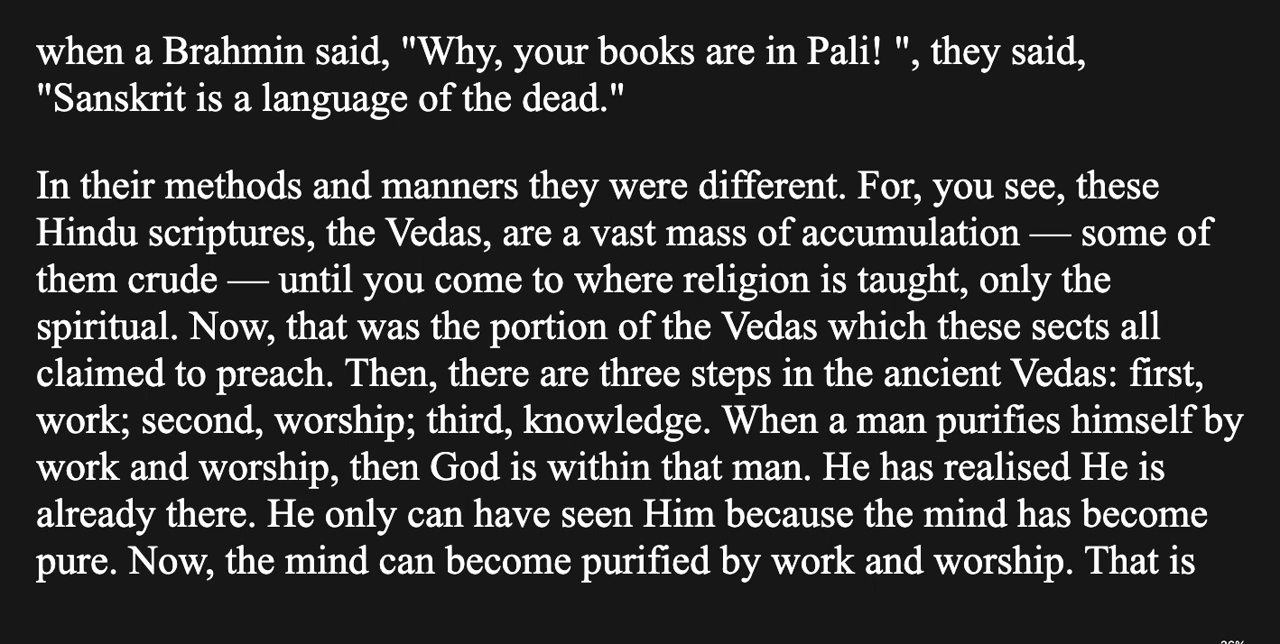 when a Brahmin said, "Why, your books are in Pali! ", they said,
"Sanskrit is a language of the dead."
In their methods and manners they were different. For, you see, these
Hindu scriptures, the Vedas, are a vast mass of accumulation — some of
them crude — until you come to where religion is taught, only the
spiritual. Now, that was the portion of the Vedas which these sects all
claimed to preach. Then, there are three steps in the ancient Vedas: first,
work; second, worship; third, knowledge. When a man purifies himself by
work and worship, then God is within that man. He has realised He is
already there. He only can have seen Him because the mind has become
pure. Now, the mind can become purified by work and worship. That is